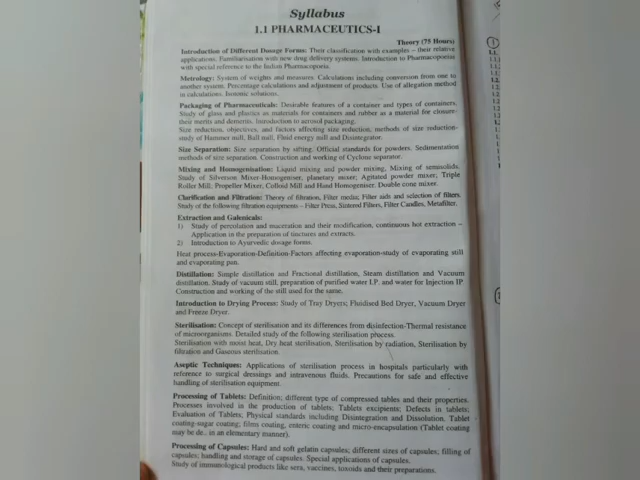 Syllabus
1.1 PHARMACEUTICS-I
Theory (75 Hours)
Introduction of Different Dosage Forms: Their classification with examples – their relative
applications. Familiarisation with new drug delivery systems. Introduction to Pharmacopoeias
with special reference to the Indian Pharmacopoeia.
Metrology: System of weights and measures. Calculations including conversion from one to
another system. Percentage calculations and adjustment of products. Use of allegation method
in calculations. Isotonic solutions.
Packaging of Pharmaceuticals: Desirable features of a container and types of containers.
Study of glass and plastics as materials for containers and rubber as a material for closure-
their merits and demerits. Introduction to aerosol packaging.
Size reduction, objectives, and factors affecting size reduction, methods of size reduction-
study of Hammer mill, Ball mill, Fluid energy mill and Disintegrator.
Size Separation: Size separation by sifting. Official standards for powders. Sedimentation
methods of size separation. Construction and working of Cyclone separator.
Mixing and Homogenisation: Liquid mixing and powder mixing, Mixing of semisolids.
Study of Silverson Mixer-Homogeniser, planetary mixer; Agitated powder mixer; Triple
Roller Mill; Propeller Mixer, Colloid Mill and Hand Homogeniser. Double cone mixer.
Clarification and Filtration: Theory of filtration, Filter media; Filter aids and selection of filters.
Study of the following filtration equipments – Filter Press, Sintered Filters, Filter Candles, Metafilter.
Extraction and Galenicals:
1) Study of percolation and maceration and their modification, continuous hot extraction –
Application in the preparation of tinctures and extracts.
2) Introduction to Ayurvedic dosage forms.
Heat process-Evaporation-Definition-Factors affecting evaporation-study of evaporating still
and evaporating pan.
Distillation: Simple distillation and Fractional distillation, Steam distillation and Vacuum
distillation. Study of vacuum still, preparation of purified water I.P. and water for Injection IP
Construction and working of the still used for the same.
Introduction to Drying Process: Study of Tray Dryers; Fluidised Bed Dryer, Vacuum Dryer
and Freeze Dryer.
Sterilisation: Concept of sterilisation and its differences from disinfection-Thermal resistance
of microorganisms. Detailed study of the following sterilisation process.
Sterilisation with moist heat, Dry heat sterilisation, Sterilisation by radiation, Sterilisation by
filtration and Gaseous sterilisation.
Aseptic Techniques: Applications of sterilisation process in hospitals particularly with
reference to surgical dressings and intravenous fluids. Precautions for safe and effective
handling of sterilisation equipment.
Processing of Tablets: Definition; different type of compressed tablets and their properties.
Processes involved in the production of tablets; Tablets excipients; Defects in tablets;
Evaluation of Tablets; Physical standards including Disintegration and Dissolution. Tablet
coating-sugar coating; films coating, enteric coating and micro-encapsulation (Tablet coating
may be de.. in an elementary manner).
Processing of Capsules: Hard and soft gelatin capsules; different sizes of capsules; filling of
capsules; handling and storage of capsules. Special applications of capsules.
Study of immunological products like sera, vaccines, toxoids and their preparations.